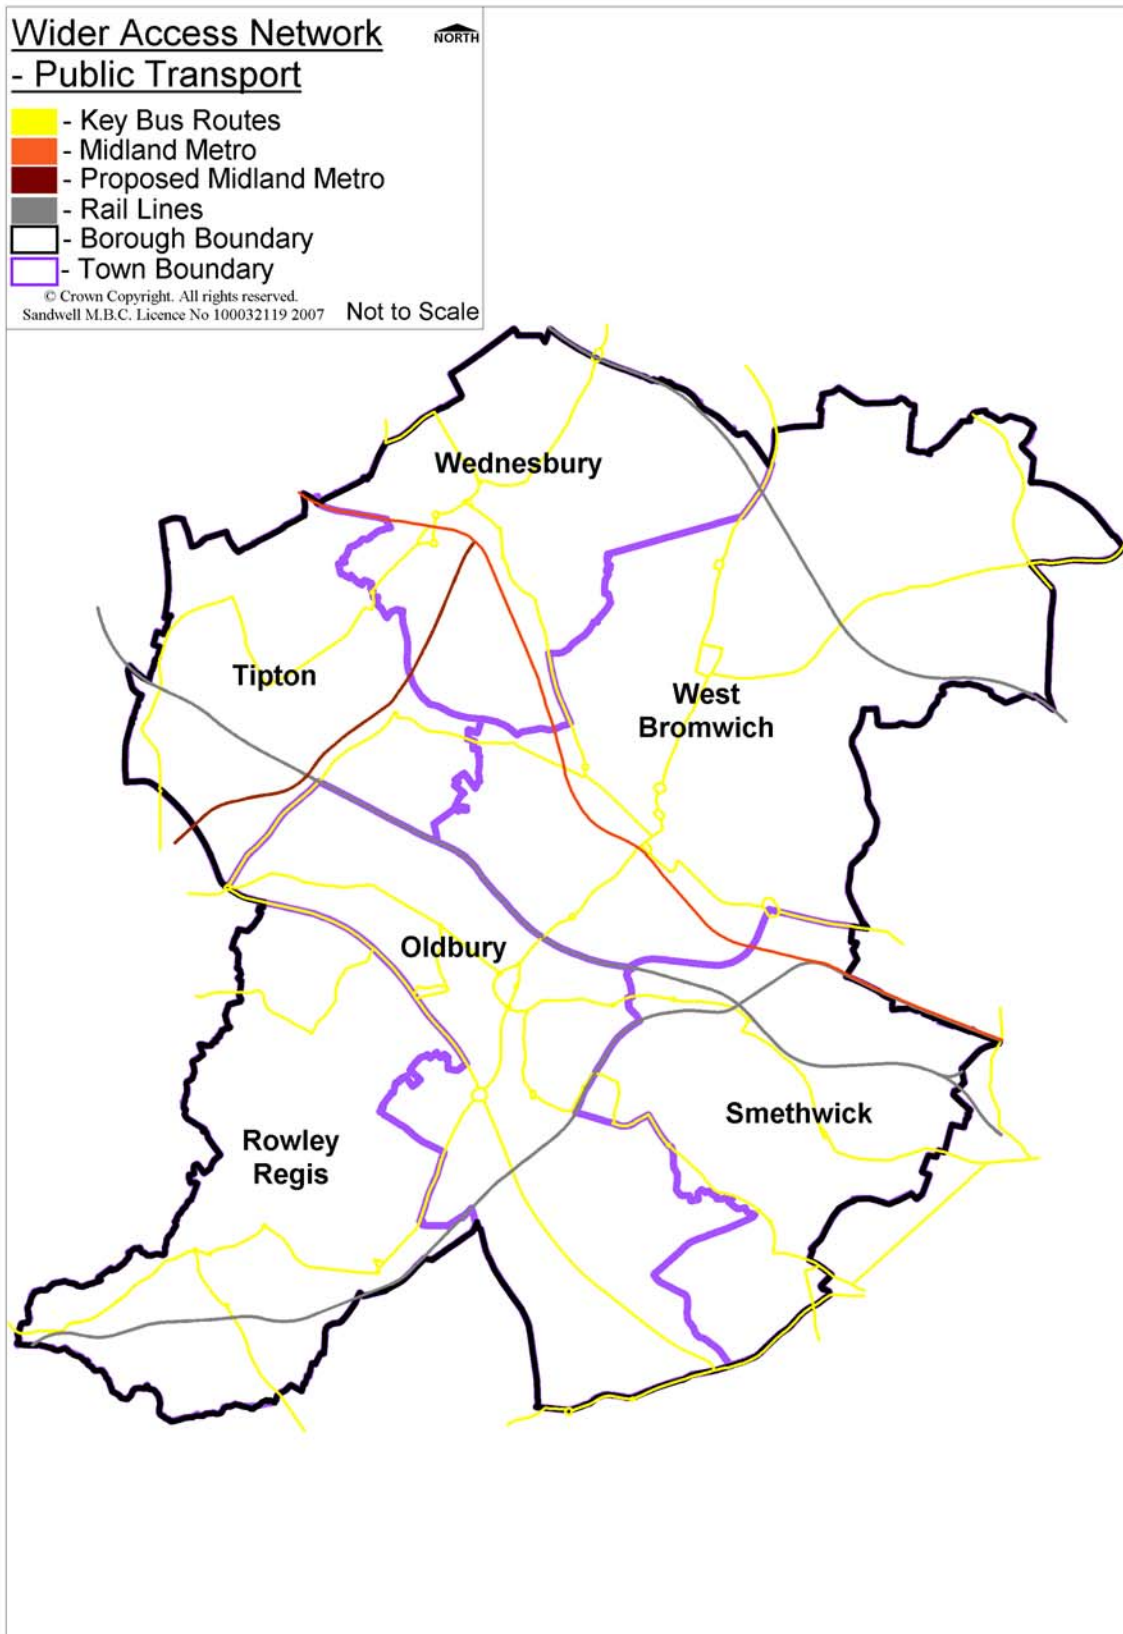 Wider Access Network
NORTH
- Public Transport
- Key Bus Routes
- Midland Metro
- Proposed Midland Metro
- Rail Lines
- Borough Boundary
- Town Boundary
© Crown Copyright. All rights reserved.
Sandwell M.B.C. Licence No 100032119 2007
Not to Scale
Wednesbury
Tipton
West
Bromwich
Oldbury
Smethwick
Rowley
Regis